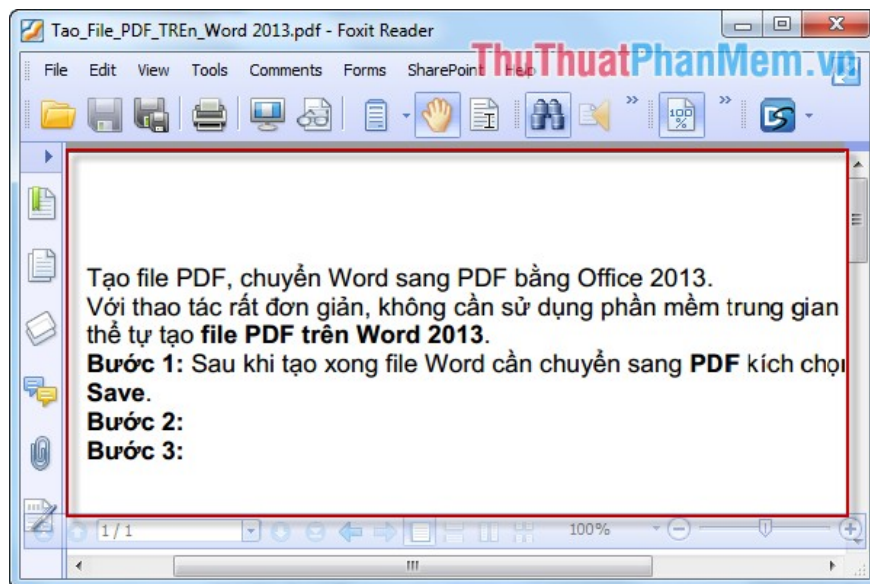 Tao_File_PDF_TREn_Word 2013.pdf - Foxit Reader
File Edit View Tools Comments Forms SharePoint Help
ThuThuatPhanMem.vn
100 %
Tạo file PDF, chuyển Word sang PDF bằng Office 2013.
Với thao tác rất đơn giản, không cần sử dụng phần mềm trung gian
thể tự tạo file PDF trên Word 2013.
Bước 1: Sau khi tạo xong file Word cần chuyển sang PDF kích chọn
Save.
Bước 2:
Bước 3:
1 / 1 100%